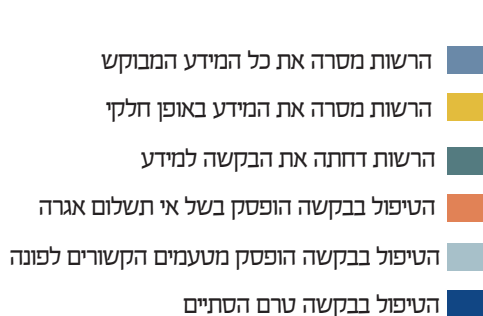 הרשות מסרה את כל המידע המבוקש
הרשות מסרה את המידע באופן חלקי
הרשות דחתה את הבקשה למידע
הטיפול בבקשה הופסק בשל אי תשלום אגרה
הטיפול בבקשה הופסק מטעמים הקשורים לפונה
הטיפול בבקשה טרם הסתיים